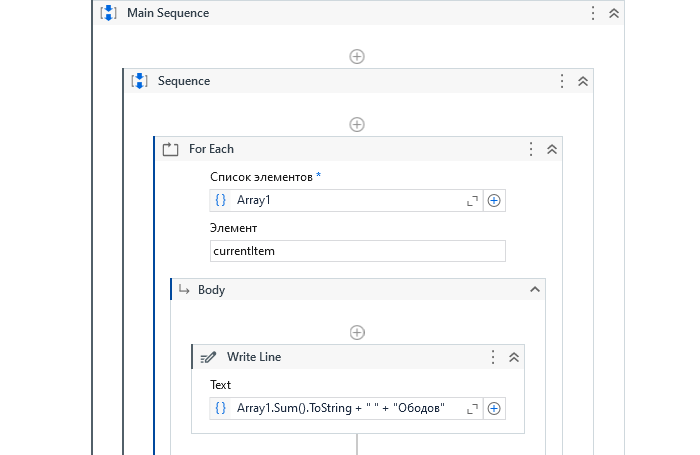 Main Sequence
Sequence
For Each
Список элементов *
Array1
Элемент
currentItem
Body
Write Line
Text
Array1.Sum().ToString + " " + "Ободов"